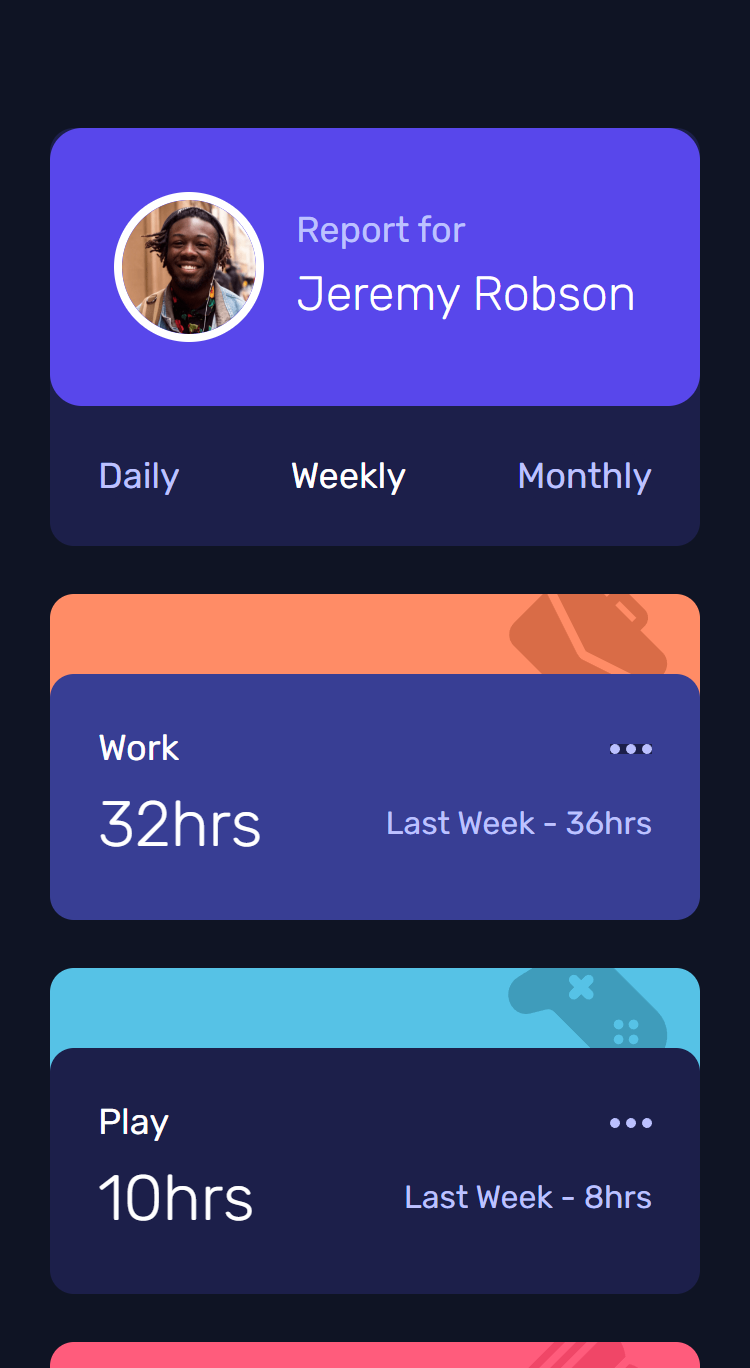 Report for
Jeremy Robson
Daily Weekly Monthly
Work
32hrs Last Week - 36hrs
Play
10hrs Last Week - 8hrs